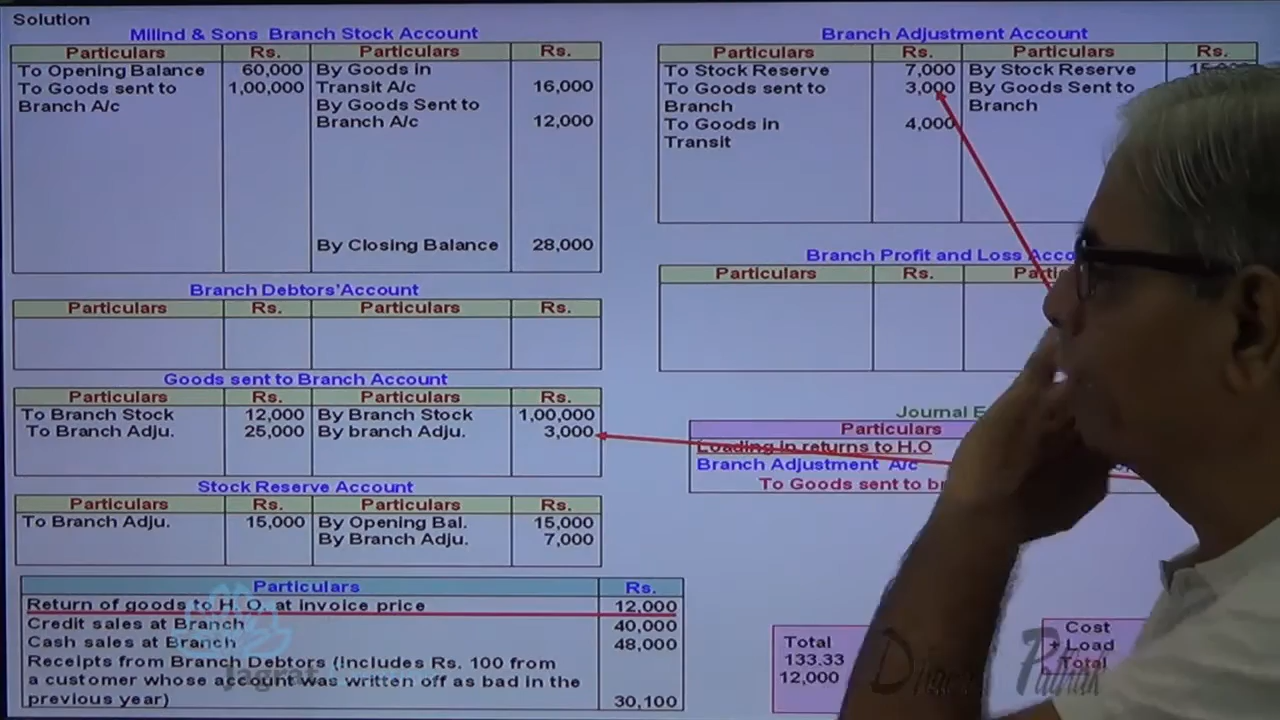 Solution
Milind & Sons Branch Stock Account
Particulars Rs. Particulars Rs.
To Opening Balance 60,000 By Goods in
To Goods sent to 1,00,000 Transit A/c 16,000
Branch A/c By Goods Sent to
Branch A/c 12,000
By Closing Balance 28,000
Branch Debtors'Account
Particulars Rs. Particulars Rs.
Goods sent to Branch Account
Particulars Rs. Particulars Rs.
To Branch Stock 12,000 By Branch Stock 1,00,000
To Branch Adju. 25,000 By branch Adju. 3,000
Stock Reserve Account
Particulars Rs. Particulars Rs.
To Branch Adju. 15,000 By Opening Bal. 15,000
By Branch Adju. 7,000
Particulars Rs.
Return of goods to H. O. at invoice price 12,000
Credit sales at Branch 40,000
Cash sales at Branch 48,000
Receipts from Branch Debtors (Includes Rs. 100 from
a customer whose account was written off as bad in the
previous year) 30,100
Branch Adjustment Account
Particulars Rs. Particulars Rs.
To Stock Reserve 7,000 By Stock Reserve
To Goods sent to 3,000 By Goods Sent to
Branch Branch
To Goods in 4,000
Transit
Branch Profit and Loss Acco
Particulars Rs. Parti
Journal E
Particulars
Loading in returns to H.O
Branch Adjustment A/c
To Goods sent to br
Total
133.33
12,000
Cost
+ Load
Total
Jagrat
Pathak